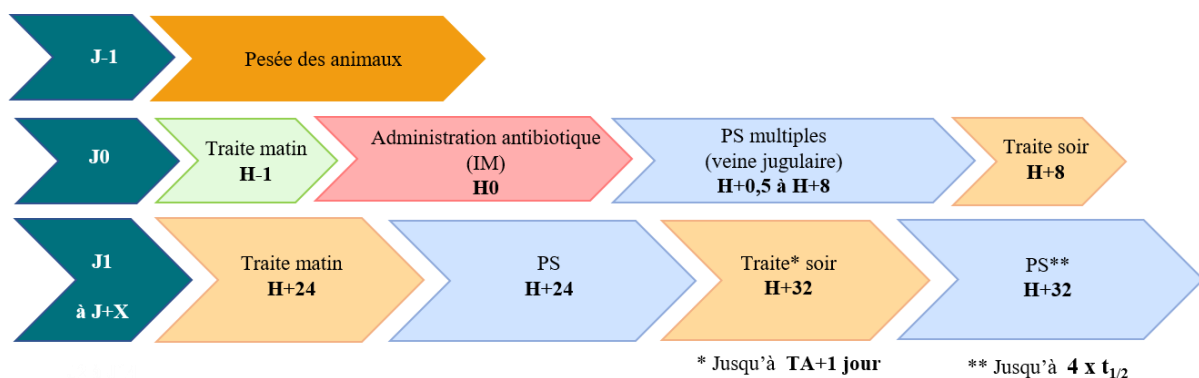 J-1
Pesée des animaux
J0
Traite matin
H-1
Administration antibiotique
(IM)
H0
PS multiples
(veine jugulaire)
H+0,5 à H+8
Traite soir
H+8
J1
à J+X
Traite matin
H+24
PS
H+24
Traite* soir
H+32
PS**
H+32
* Jusqu’à TA+1 jour
** Jusqu’à 4 x t1/2